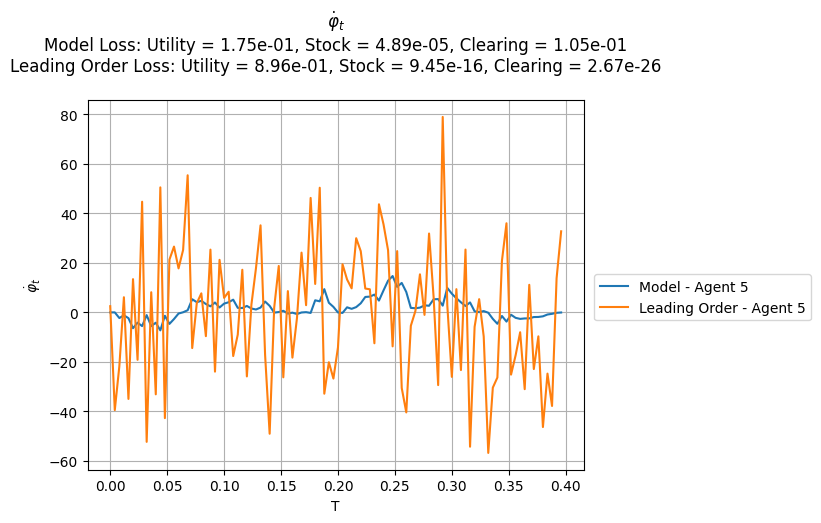 φ̇ₜ
Model Loss: Utility = 1.75e-01, Stock = 4.89e-05, Clearing = 1.05e-01
Leading Order Loss: Utility = 8.96e-01, Stock = 9.45e-16, Clearing = 2.67e-26
80
60
40
20
0
−20
−40
−60
φ̇ₜ
0.00 0.05 0.10 0.15 0.20 0.25 0.30 0.35 0.40
T
Model - Agent 5
Leading Order - Agent 5